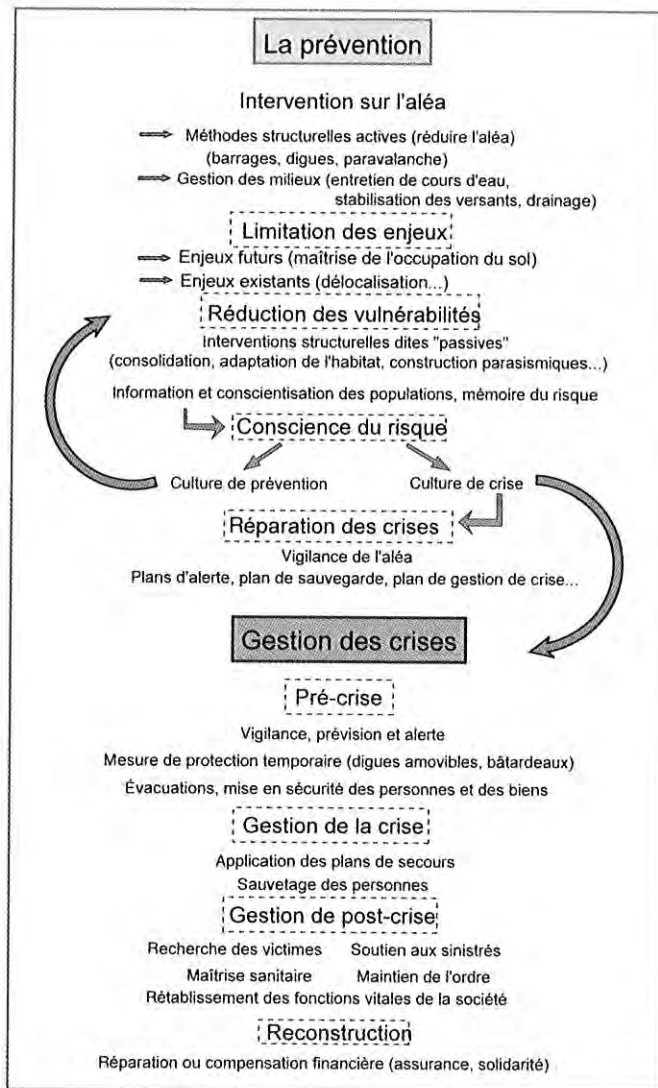 La prévention
Intervention sur l'aléa
Méthodes structurelles actives (réduire l'aléa)
(barrages, digues, paravalanche)
Gestion des milieux (entretien de cours d'eau,
stabilisation des versants, drainage)
Limitation des enjeux
Enjeux futurs (maîtrise de l'occupation du sol)
Enjeux existants (délocalisation...)
Réduction des vulnérabilités
Interventions structurelles dites "passives"
(consolidation, adaptation de l'habitat, construction parasismiques...)
Information et conscientisation des populations, mémoire du risque
Conscience du risque
Culture de prévention Culture de crise
Réparation des crises
Vigilance de l'aléa
Plans d'alerte, plan de sauvegarde, plan de gestion de crise...
Gestion des crises
Pré-crise
Vigilance, prévision et alerte
Mesure de protection temporaire (digues amovibles, bâtardeaux)
Évacuations, mise en sécurité des personnes et des biens
Gestion de la crise
Application des plans de secours
Sauvetage des personnes
Gestion de post-crise
Recherche des victimes Soutien aux sinistrés
Maîtrise sanitaire Maintien de l'ordre
Rétablissement des fonctions vitales de la société
Reconstruction
Réparation ou compensation financière (assurance, solidarité)